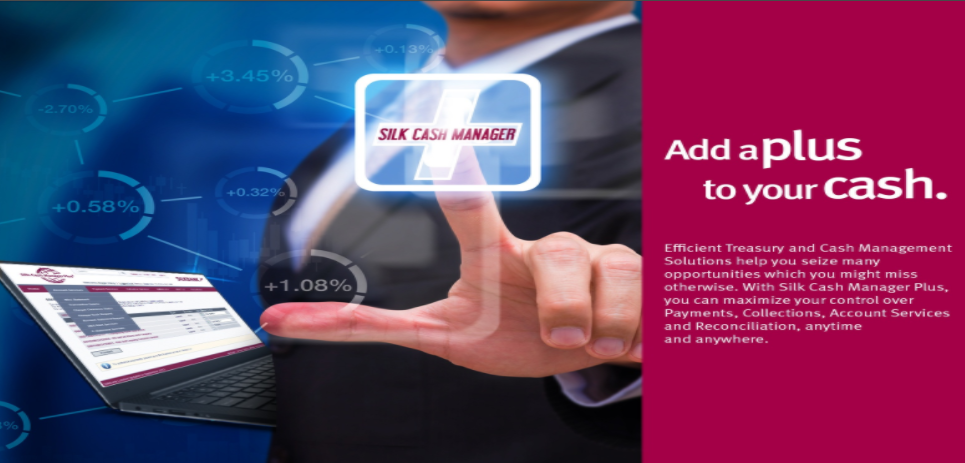 +0.13%
+3.45%
-2.70%
SILK CASH MANAGER
+0.32%
+0.58%
+1.08%
Add a plus
to your cash.
Efficient Treasury and Cash Management
Solutions help you seize many
opportunities which you might miss
otherwise. With Silk Cash Manager Plus,
you can maximize your control over
Payments, Collections, Account Services
and Reconciliation, anytime
and anywhere.